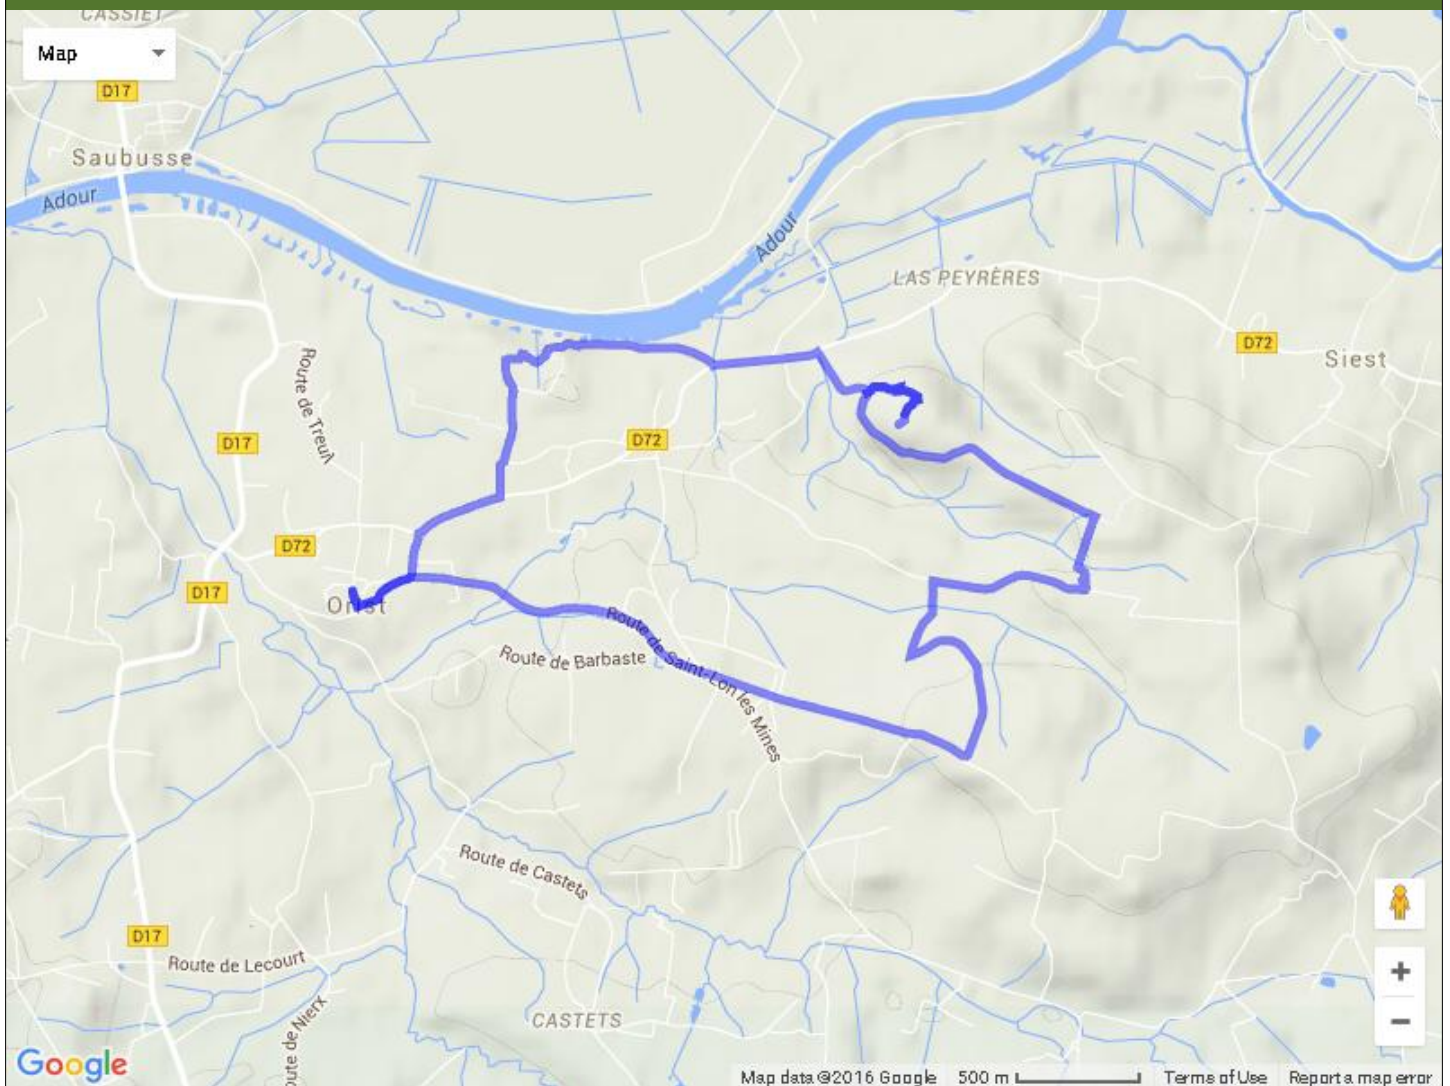 CASSIET
Map
D17
Saubusse
Adour
Adour
LAS PEYRÈRES
D72
Siest
Route de Treuil
D17
D72
D72
D17
Orist
Route de Saint-Lon les Mines
Route de Barbaste
Route de Castets
D17
Route de Lecourt
oute de Nierx
CASTETS
Google
Map data ©2016 Google 500 m Terms of Use Report a map error